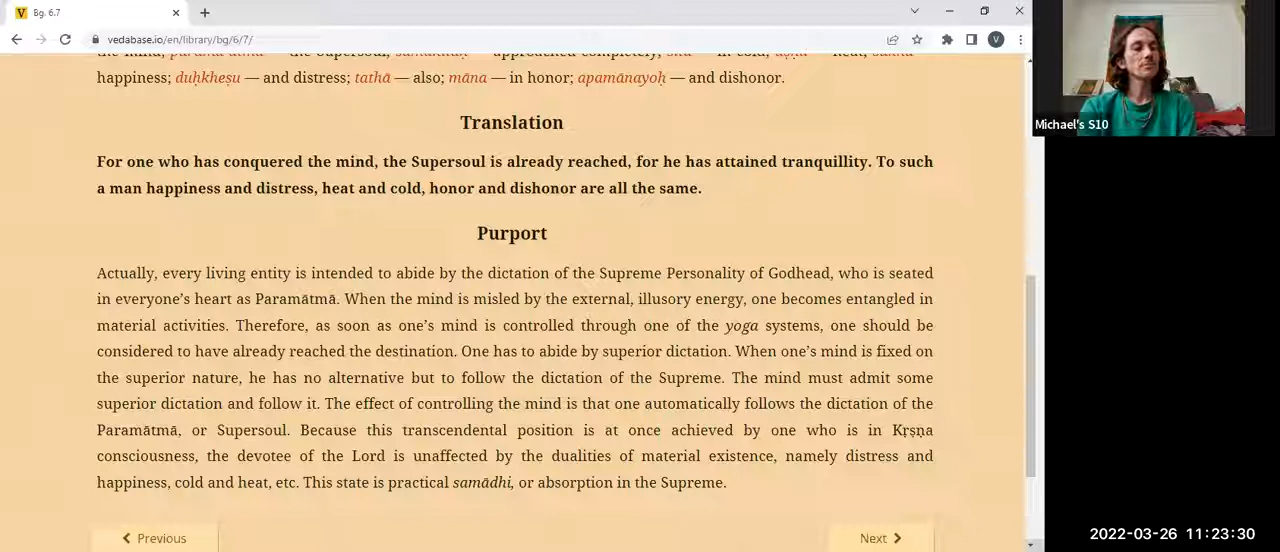 Bg. 6.7
vedabase.io/en/library/bg/6/7/
V
Michael's S10
happiness; duḥkheṣu — and distress; tathā — also; māna — in honor; apamānayoḥ — and dishonor.
Translation
For one who has conquered the mind, the Supersoul is already reached, for he has attained tranquillity. To such
a man happiness and distress, heat and cold, honor and dishonor are all the same.
Purport
Actually, every living entity is intended to abide by the dictation of the Supreme Personality of Godhead, who is seated
in everyone’s heart as Paramātmā. When the mind is misled by the external, illusory energy, one becomes entangled in
material activities. Therefore, as soon as one’s mind is controlled through one of the yoga systems, one should be
considered to have already reached the destination. One has to abide by superior dictation. When one’s mind is fixed on
the superior nature, he has no alternative but to follow the dictation of the Supreme. The mind must admit some
superior dictation and follow it. The effect of controlling the mind is that one automatically follows the dictation of the
Paramātmā, or Supersoul. Because this transcendental position is at once achieved by one who is in Kṛṣṇa
consciousness, the devotee of the Lord is unaffected by the dualities of material existence, namely distress and
happiness, cold and heat, etc. This state is practical samādhi, or absorption in the Supreme.
Previous
Next
2022-03-26 11:23:30